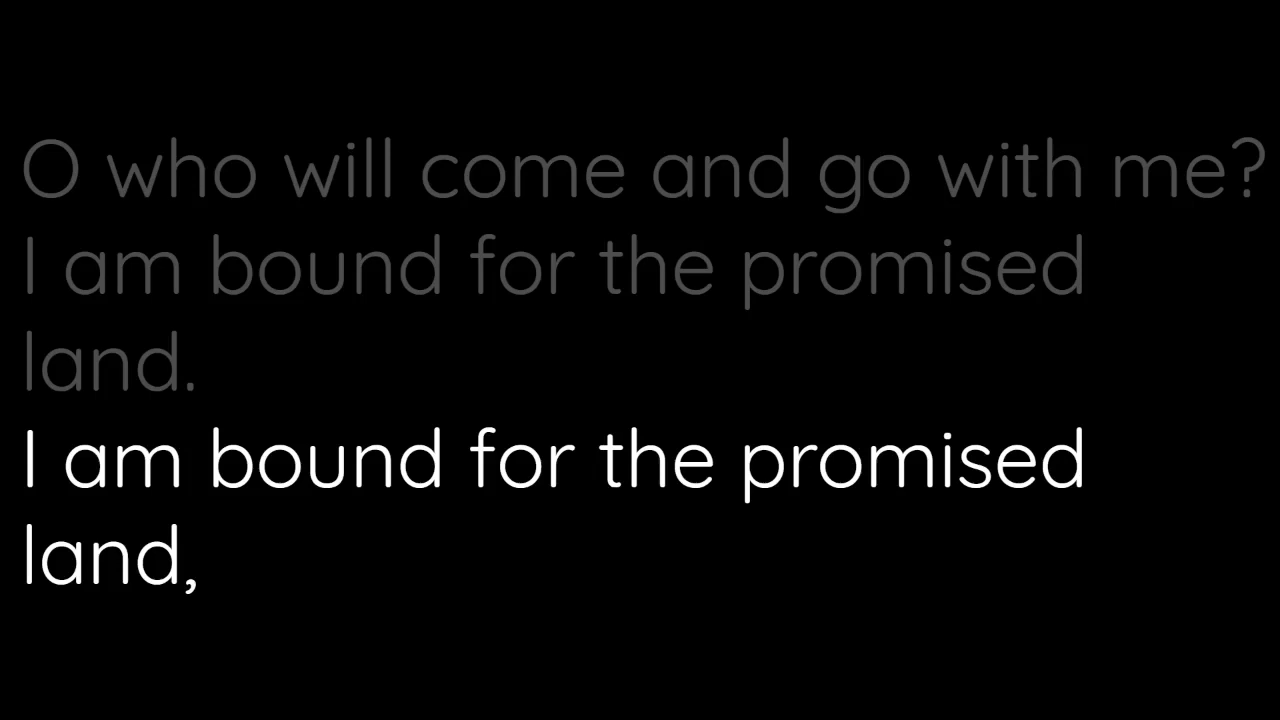 O who will come and go with me?
I am bound for the promised
land.
I am bound for the promised
land,